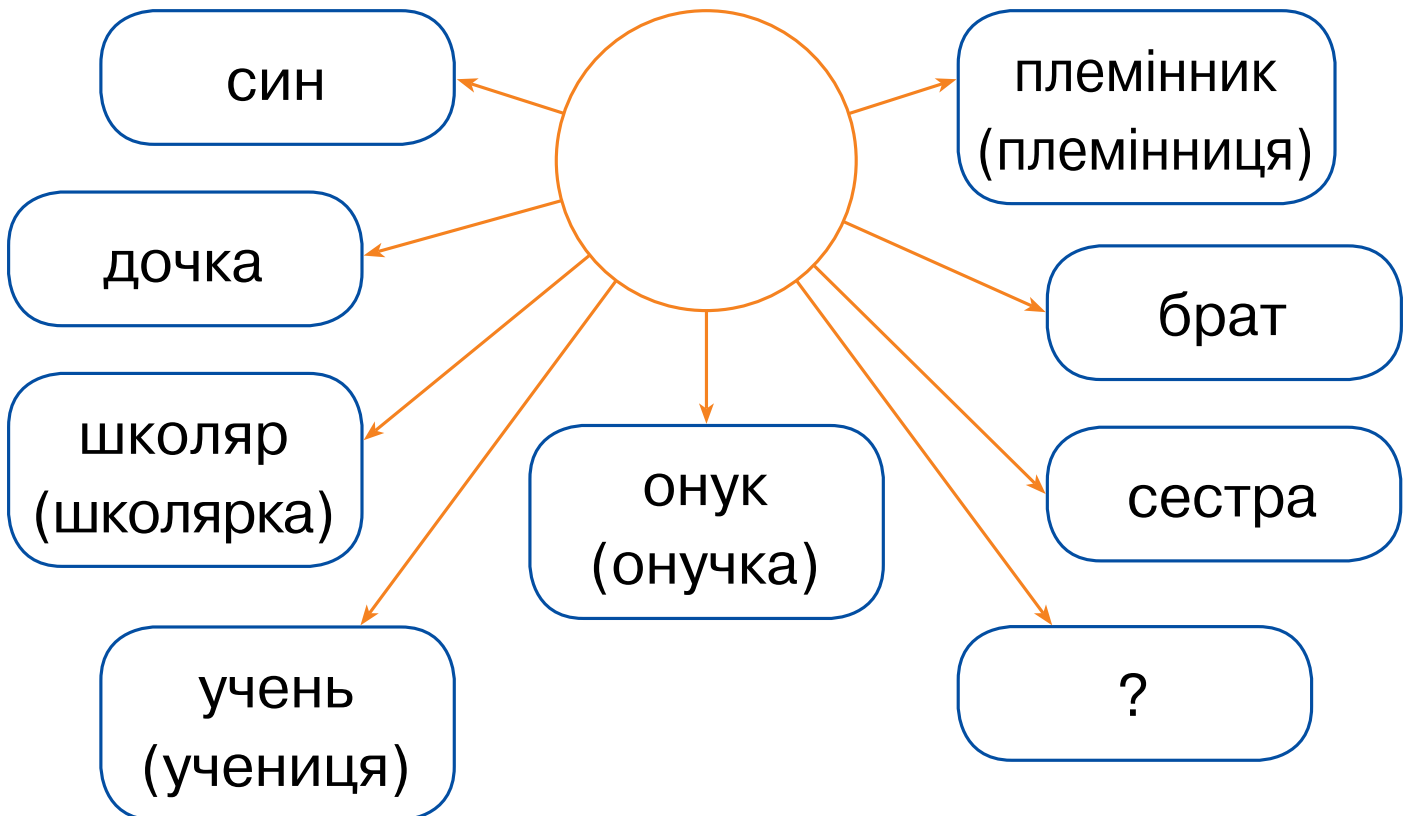 син
племінник
(племінниця)
дочка
брат
школяр
(школярка)
онук
(онучка)
сестра
учень
(учениця)
?